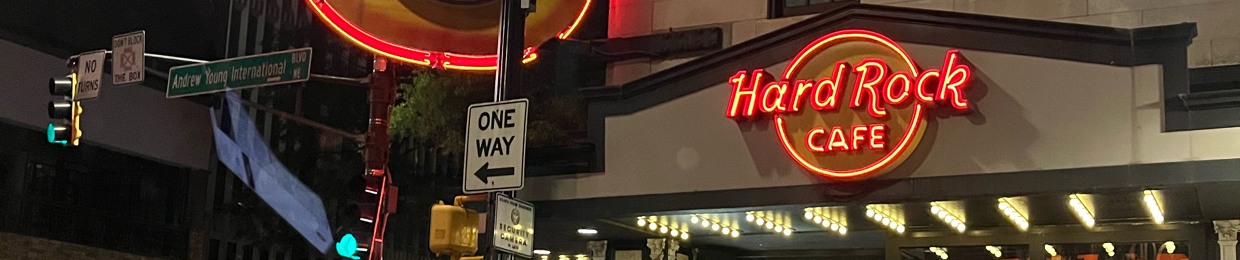 NO
TURNS
DON'T BLOCK
THE BOX
Andrew Young International BLVD
NE
ONE
WAY
SECURITY
CAMERA
Hard Rock
CAFE